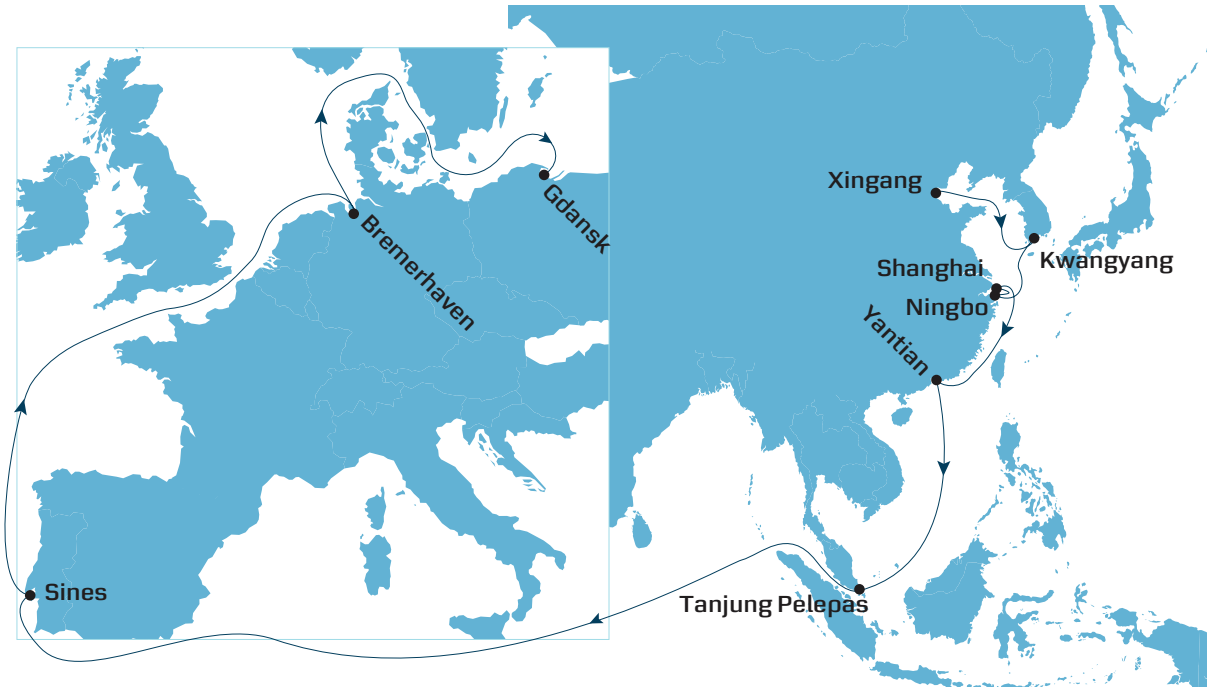 Gdansk
Bremerhaven
Sines
Xingang
Kwangyang
Shanghai
Ningbo
Yantian
Tanjung Pelepas